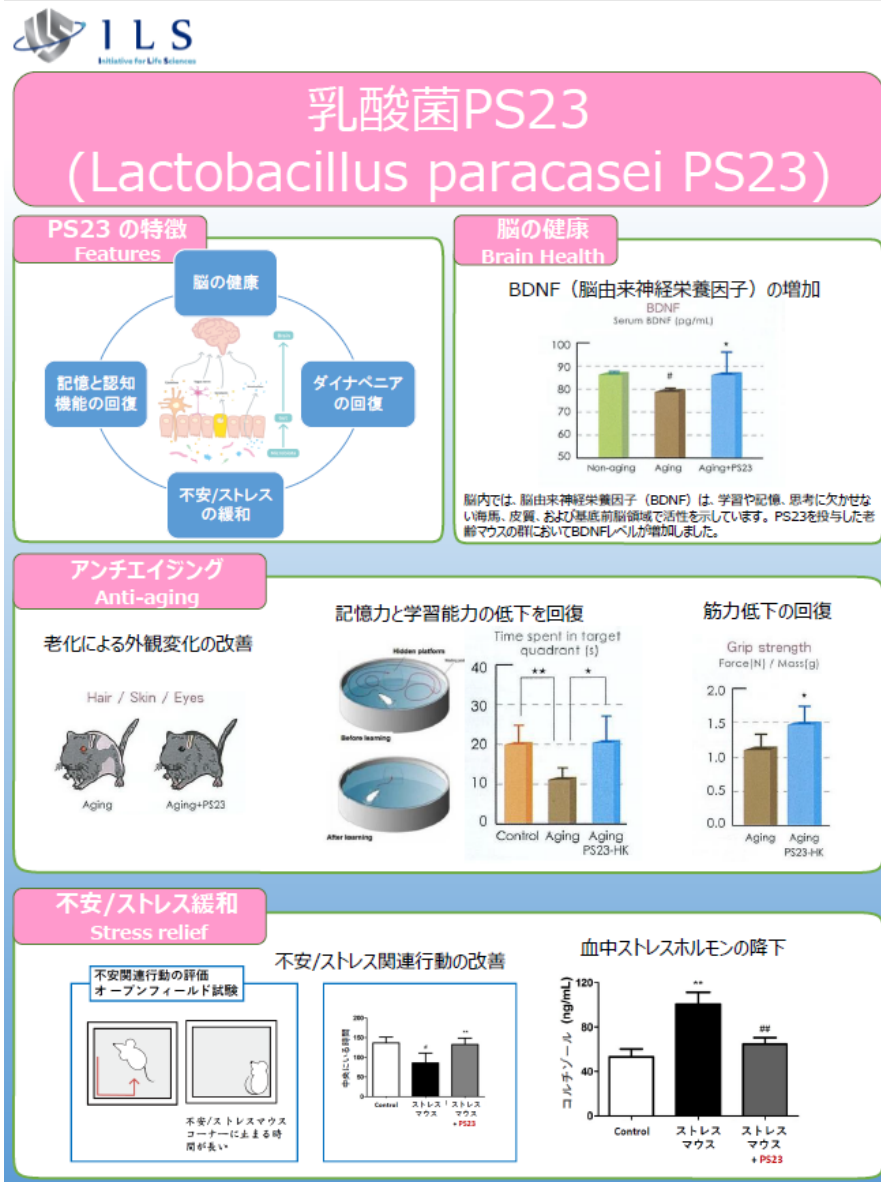 ILS
Initiative for Life Sciences
乳酸菌PS23
(Lactobacillus paracasei PS23)
PS23 の特徴
Features
脳の健康
記憶と認知
機能の回復
ダイナペニア
の回復
不安/ストレス
の緩和
脳の健康
Brain Health
BDNF（脳由来神経栄養因子）の増加
BDNF
Serum BDNF (pg/mL)
100
90
80
70
60
50
#
*
Non-aging
Aging
Aging+PS23
脳内では、脳由来神経栄養因子（BDNF）は、学習や記憶、思考に欠かせな
い海馬、皮質、および基底前脳領域で活性を示しています。PS23を投与した老
齢マウスの群においてBDNFレベルが増加しました。
アンチエイジング
Anti-aging
老化による外観変化の改善
Hair / Skin / Eyes
Aging
Aging+PS23
記憶力と学習能力の低下を回復
Hidden platform
Before learning
After learning
Time spent in target
quadrant (s)
40
30
20
10
0
**
*
Control
Aging
Aging
PS23-HK
筋力低下の回復
Grip strength
Force(N) / Mass(g)
2.0
1.5
1.0
0.5
0.0
*
Aging
Aging
PS23-HK
不安/ストレス緩和
Stress relief
不安関連行動の評価
オープンフィールド試験
不安/ストレスマウス
コーナーに止まる時
間が長い
不安/ストレス関連行動の改善
中央にいる時間
200
150
100
50
0
#
**
Control
ストレス
マウス
ストレス
マウス
+ PS23
血中ストレスホルモンの降下
コルチゾール (ng/mL)
120
80
40
0
**
##
Control
ストレス
マウス
ストレス
マウス
+ PS23